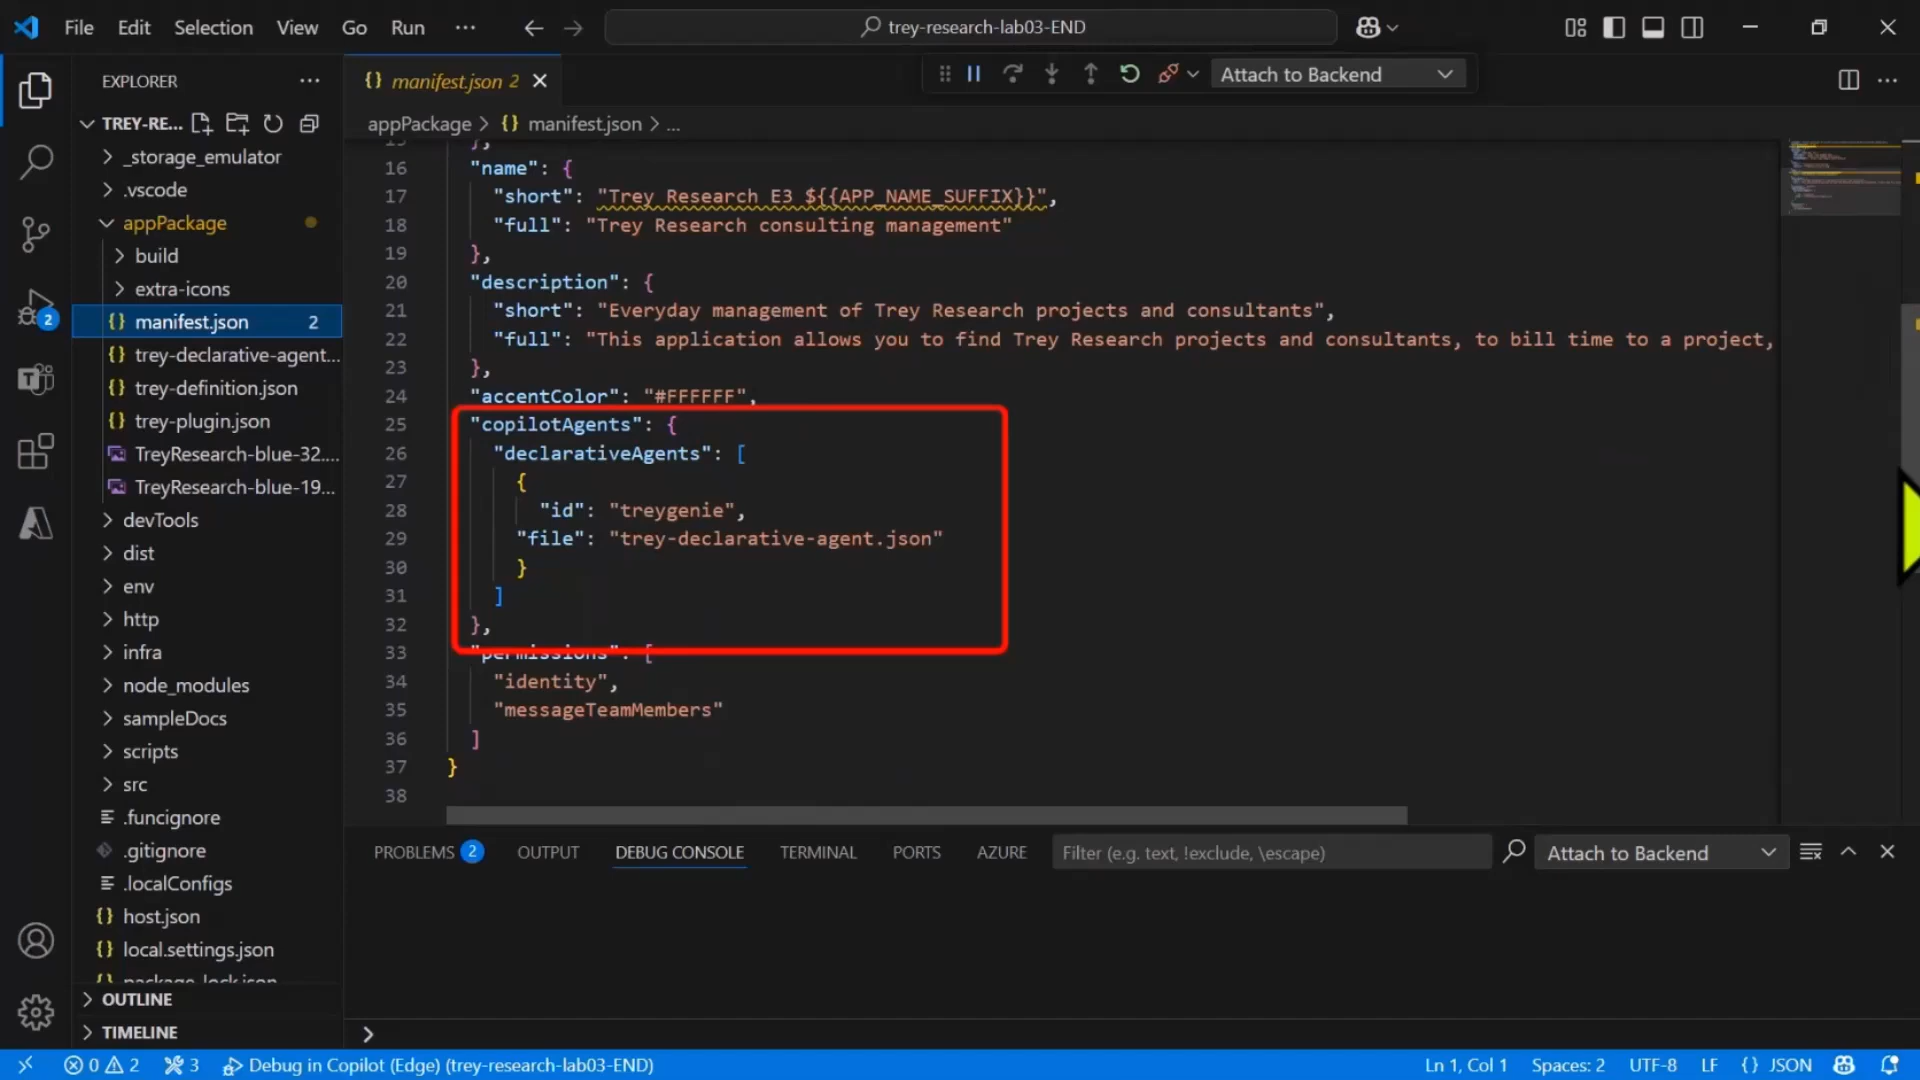 File Edit Selection View Go Run ...
trey-research-lab03-END
EXPLORER
TREY-RE...
_storage_emulator
.vscode
appPackage
build
extra-icons
manifest.json 2
trey-declarative-agent...
trey-definition.json
trey-plugin.json
TreyResearch-blue-32....
TreyResearch-blue-19...
devTools
dist
env
http
infra
node_modules
sampleDocs
scripts
src
.funcignore
.gitignore
.localConfigs
host.json
local.settings.json
package-lock.json
OUTLINE
TIMELINE
2
manifest.json 2
Attach to Backend
appPackage > {} manifest.json > ...
15 },
16 "name": {
17 "short": "Trey Research E3 ${{APP_NAME_SUFFIX}}",
18 "full": "Trey Research consulting management"
19 },
20 "description": {
21 "short": "Everyday management of Trey Research projects and consultants",
22 "full": "This application allows you to find Trey Research projects and consultants, to bill time to a project,
23 },
24 "accentColor": "#FFFFFF",
25 "copilotAgents": {
26 "declarativeAgents": [
27 {
28 "id": "treygenie",
29 "file": "trey-declarative-agent.json"
30 }
31 ]
32 },
33 "permissions": [
34 "identity",
35 "messageTeamMembers"
36 ]
37 }
38
PROBLEMS 2 OUTPUT DEBUG CONSOLE TERMINAL PORTS AZURE
Filter (e.g. text, !exclude, \escape)
Attach to Backend
0 2 3 Debug in Copilot (Edge) (trey-research-lab03-END)
Ln 1, Col 1 Spaces: 2 UTF-8 LF {} JSON